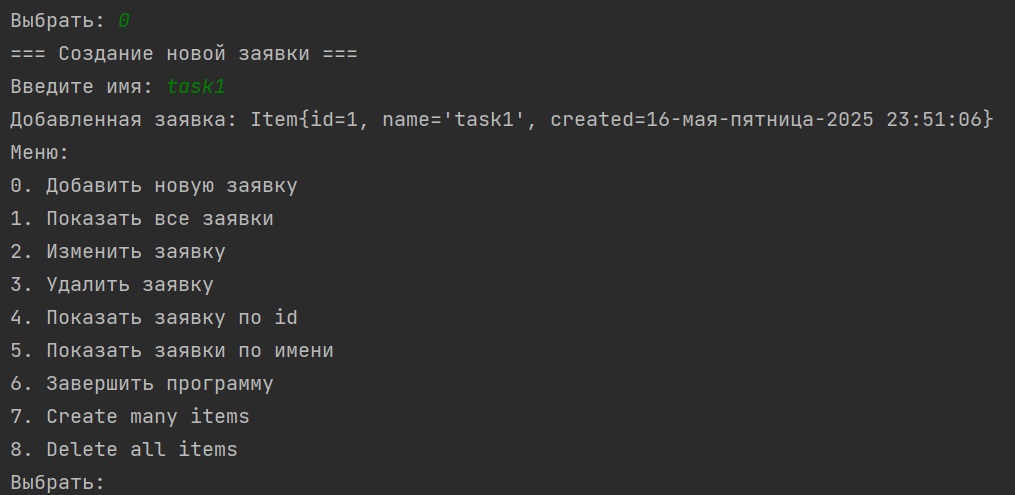 Выбрать: 0
=== Создание новой заявки ===
Введите имя: task1
Добавленная заявка: Item{id=1, name='task1', created=16-мая-пятница-2025 23:51:06}
Меню:
0. Добавить новую заявку
1. Показать все заявки
2. Изменить заявку
3. Удалить заявку
4. Показать заявку по id
5. Показать заявки по имени
6. Завершить программу
7. Create many items
8. Delete all items
Выбрать: